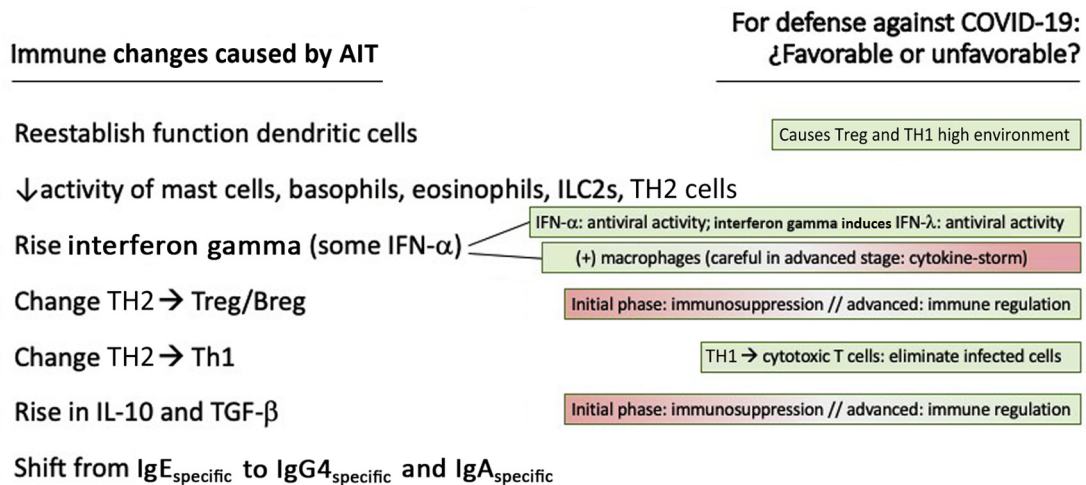 For defense against COVID-19:
Immune changes caused by AIT
¿Favorable or unfavorable?
Reestablish function dendritic cells
Causes Treg and TH1 high environment
↓activity of mast cells, basophils, eosinophils, ILC2s, TH2 cells
IFN-α: antiviral activity; interferon gamma induces IFN-λ: antiviral activity
Rise interferon gamma (some IFN-α)
(+) macrophages (careful in advanced stage: cytokine-storm)
Change TH2 → Treg/Breg
Initial phase: immunosuppression // advanced: immune regulation
Change TH2 → Th1
TH1 → cytotoxic T cells: eliminate infected cells
Rise in IL-10 and TGF-β
Initial phase: immunosuppression // advanced: immune regulation
Shift from IgEspecific to IgG4specific and IgAspecific